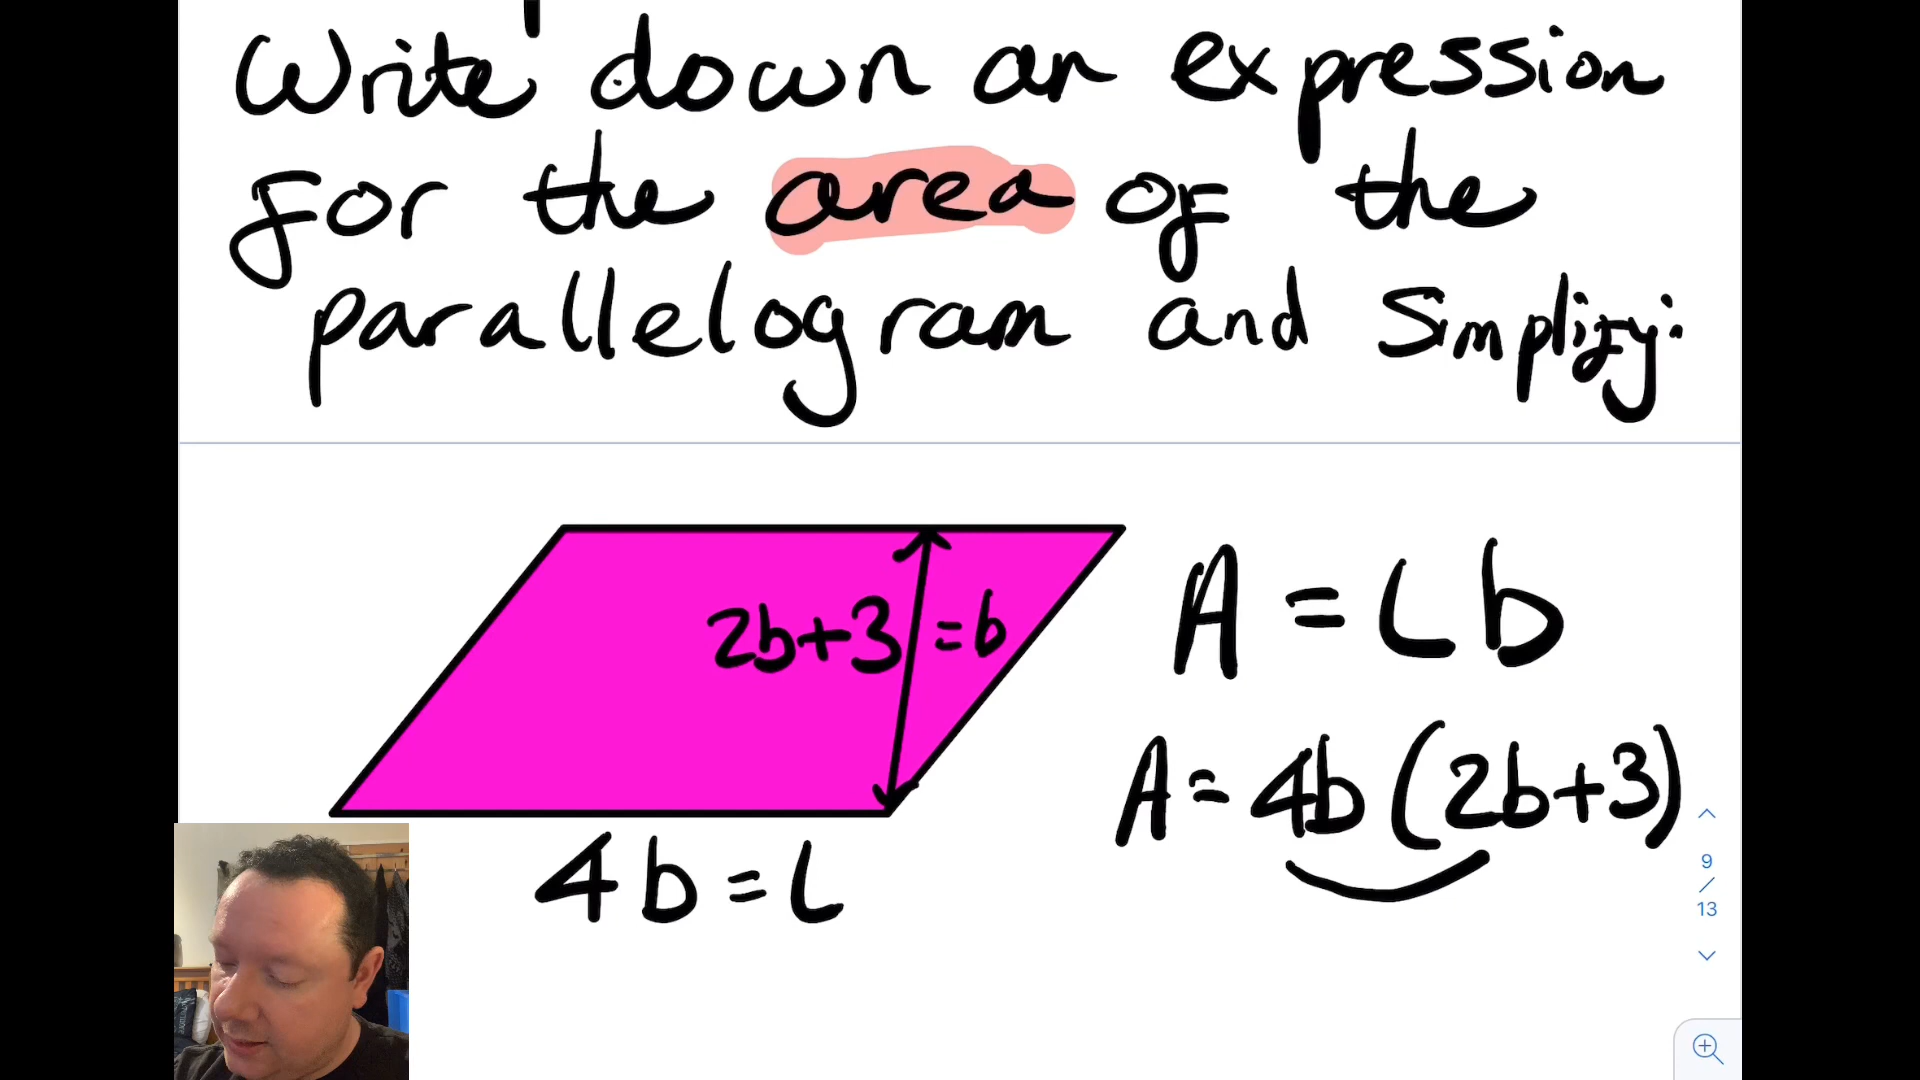 Write down an expression
for the area of the
parallelogram and simplify:
2b+3 = b
4b = L
A = Lb
A = 4b(2b+3)
9
/
13